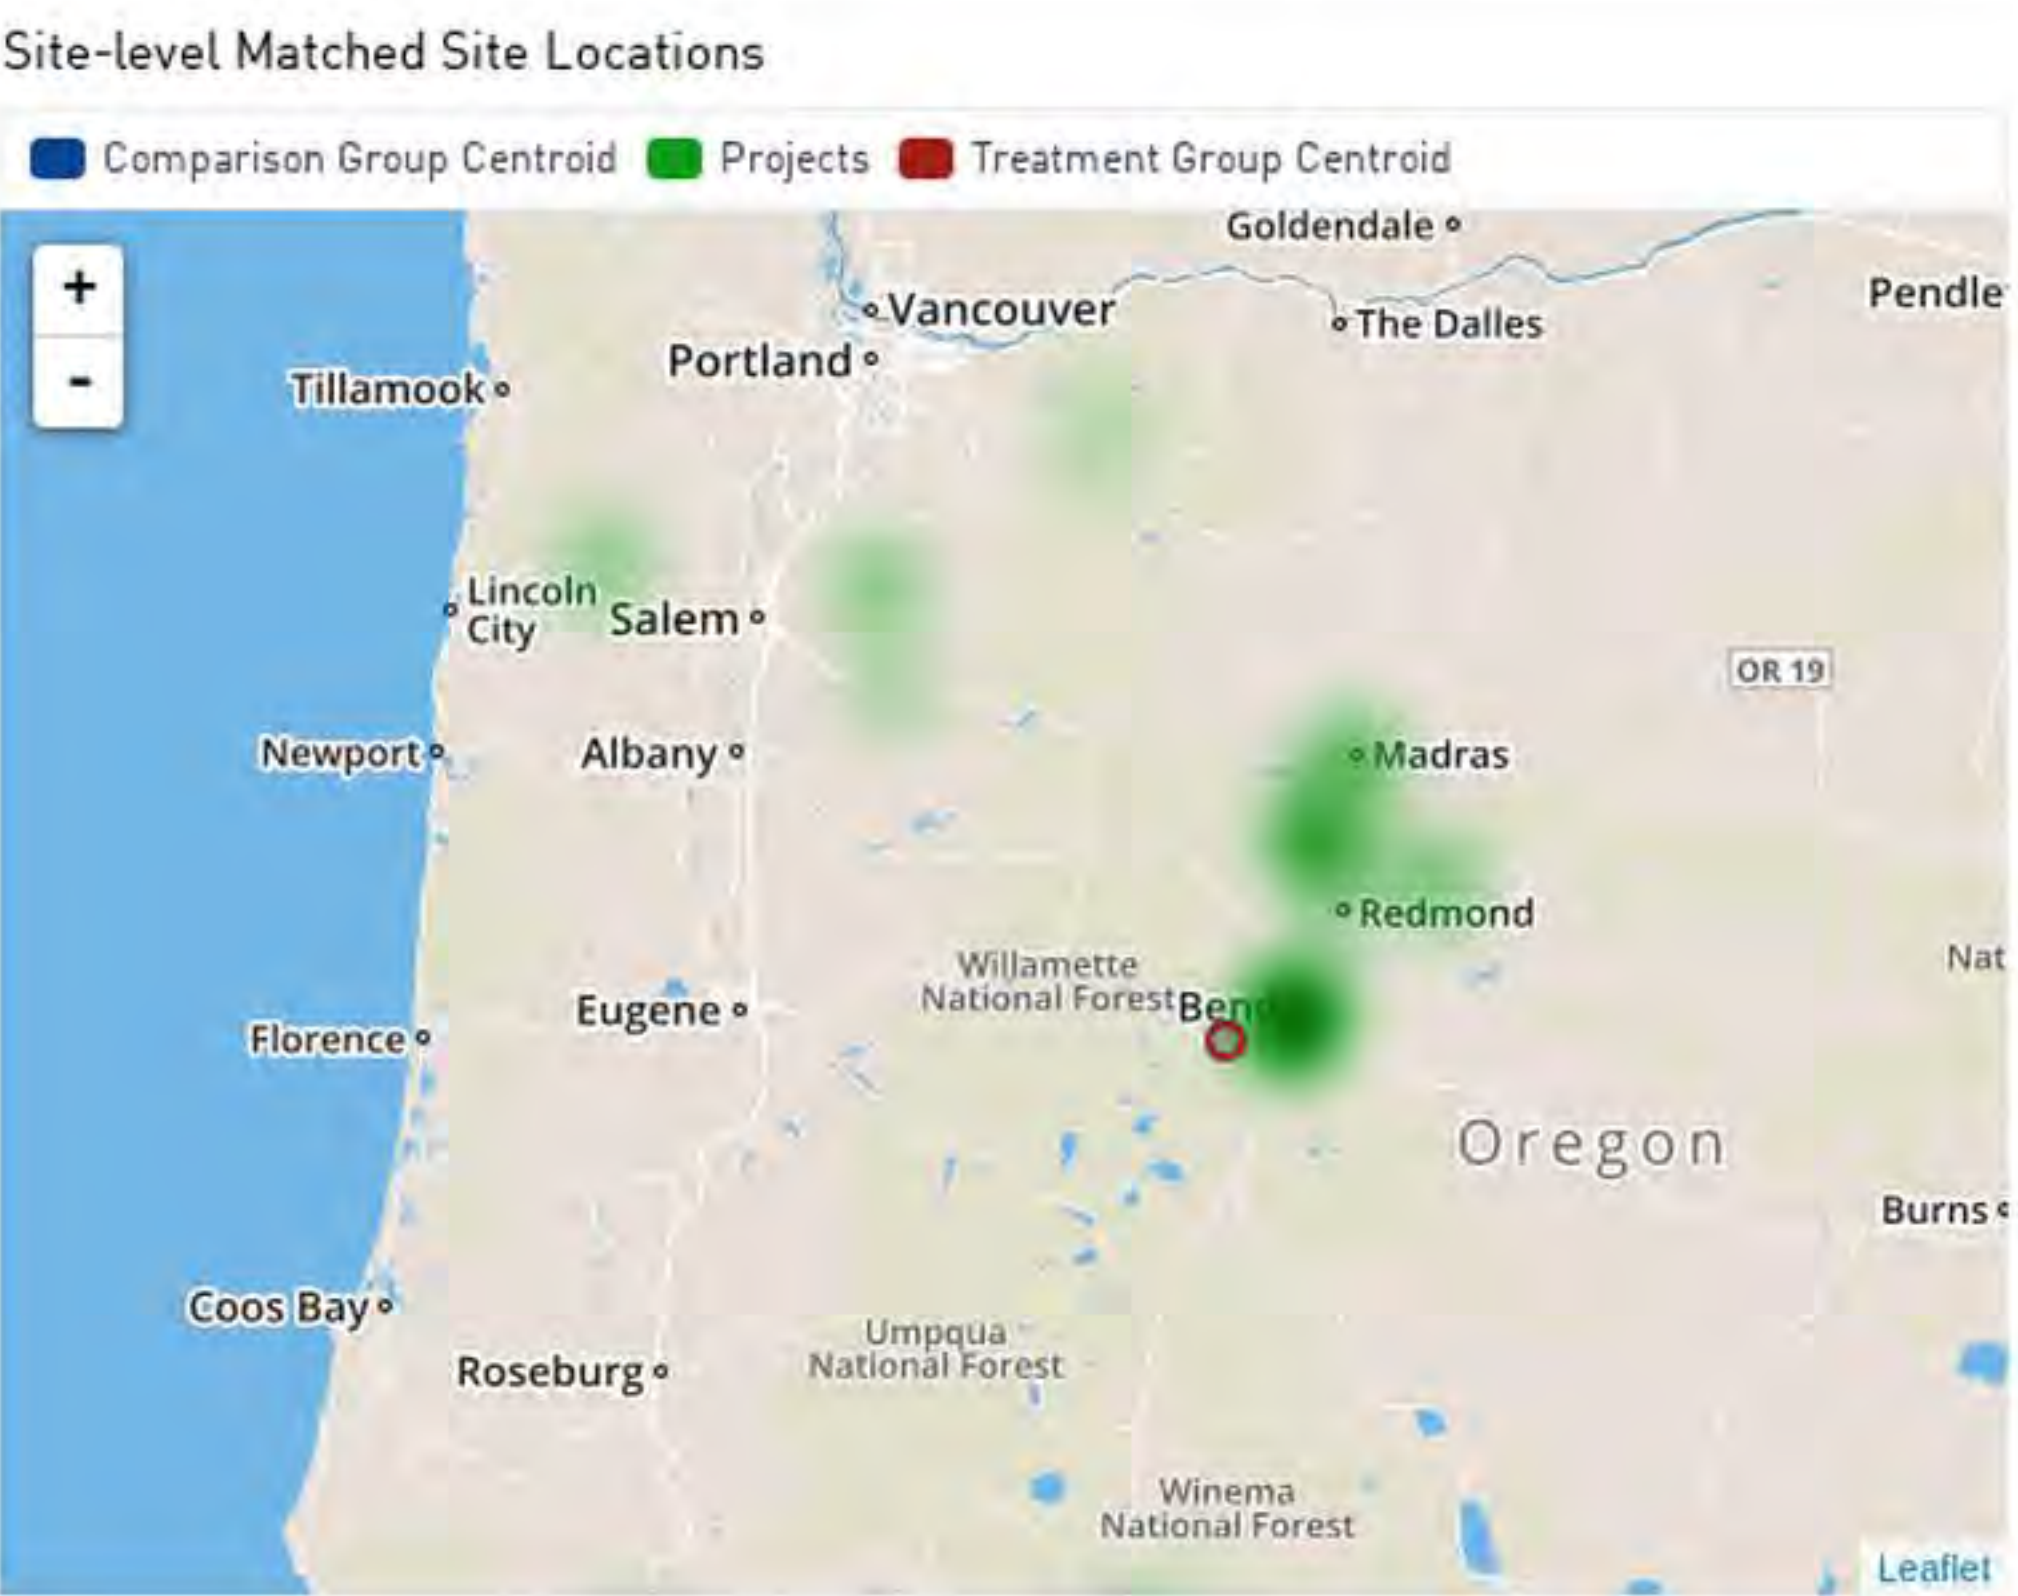 Site-level Matched Site Locations
Comparison Group Centroid Projects Treatment Group Centroid
+
-
Goldendale
Vancouver
Pendle
The Dalles
Portland
Tillamook
Lincoln
City
Salem
OR 19
Newport
Albany
Madras
Redmond
Willamette
National Forest
Nat
Bend
Eugene
Florence
Oregon
Burns
Coos Bay
Umpqua
National Forest
Roseburg
Winema
National Forest
Leaflet